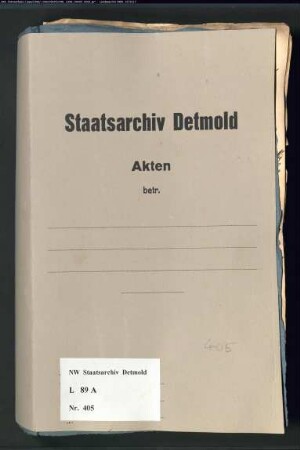 Staatsarchiv Detmold
Akten
betr.
405
NW Staatsarchiv Detmold
L 89 A
Nr. 405